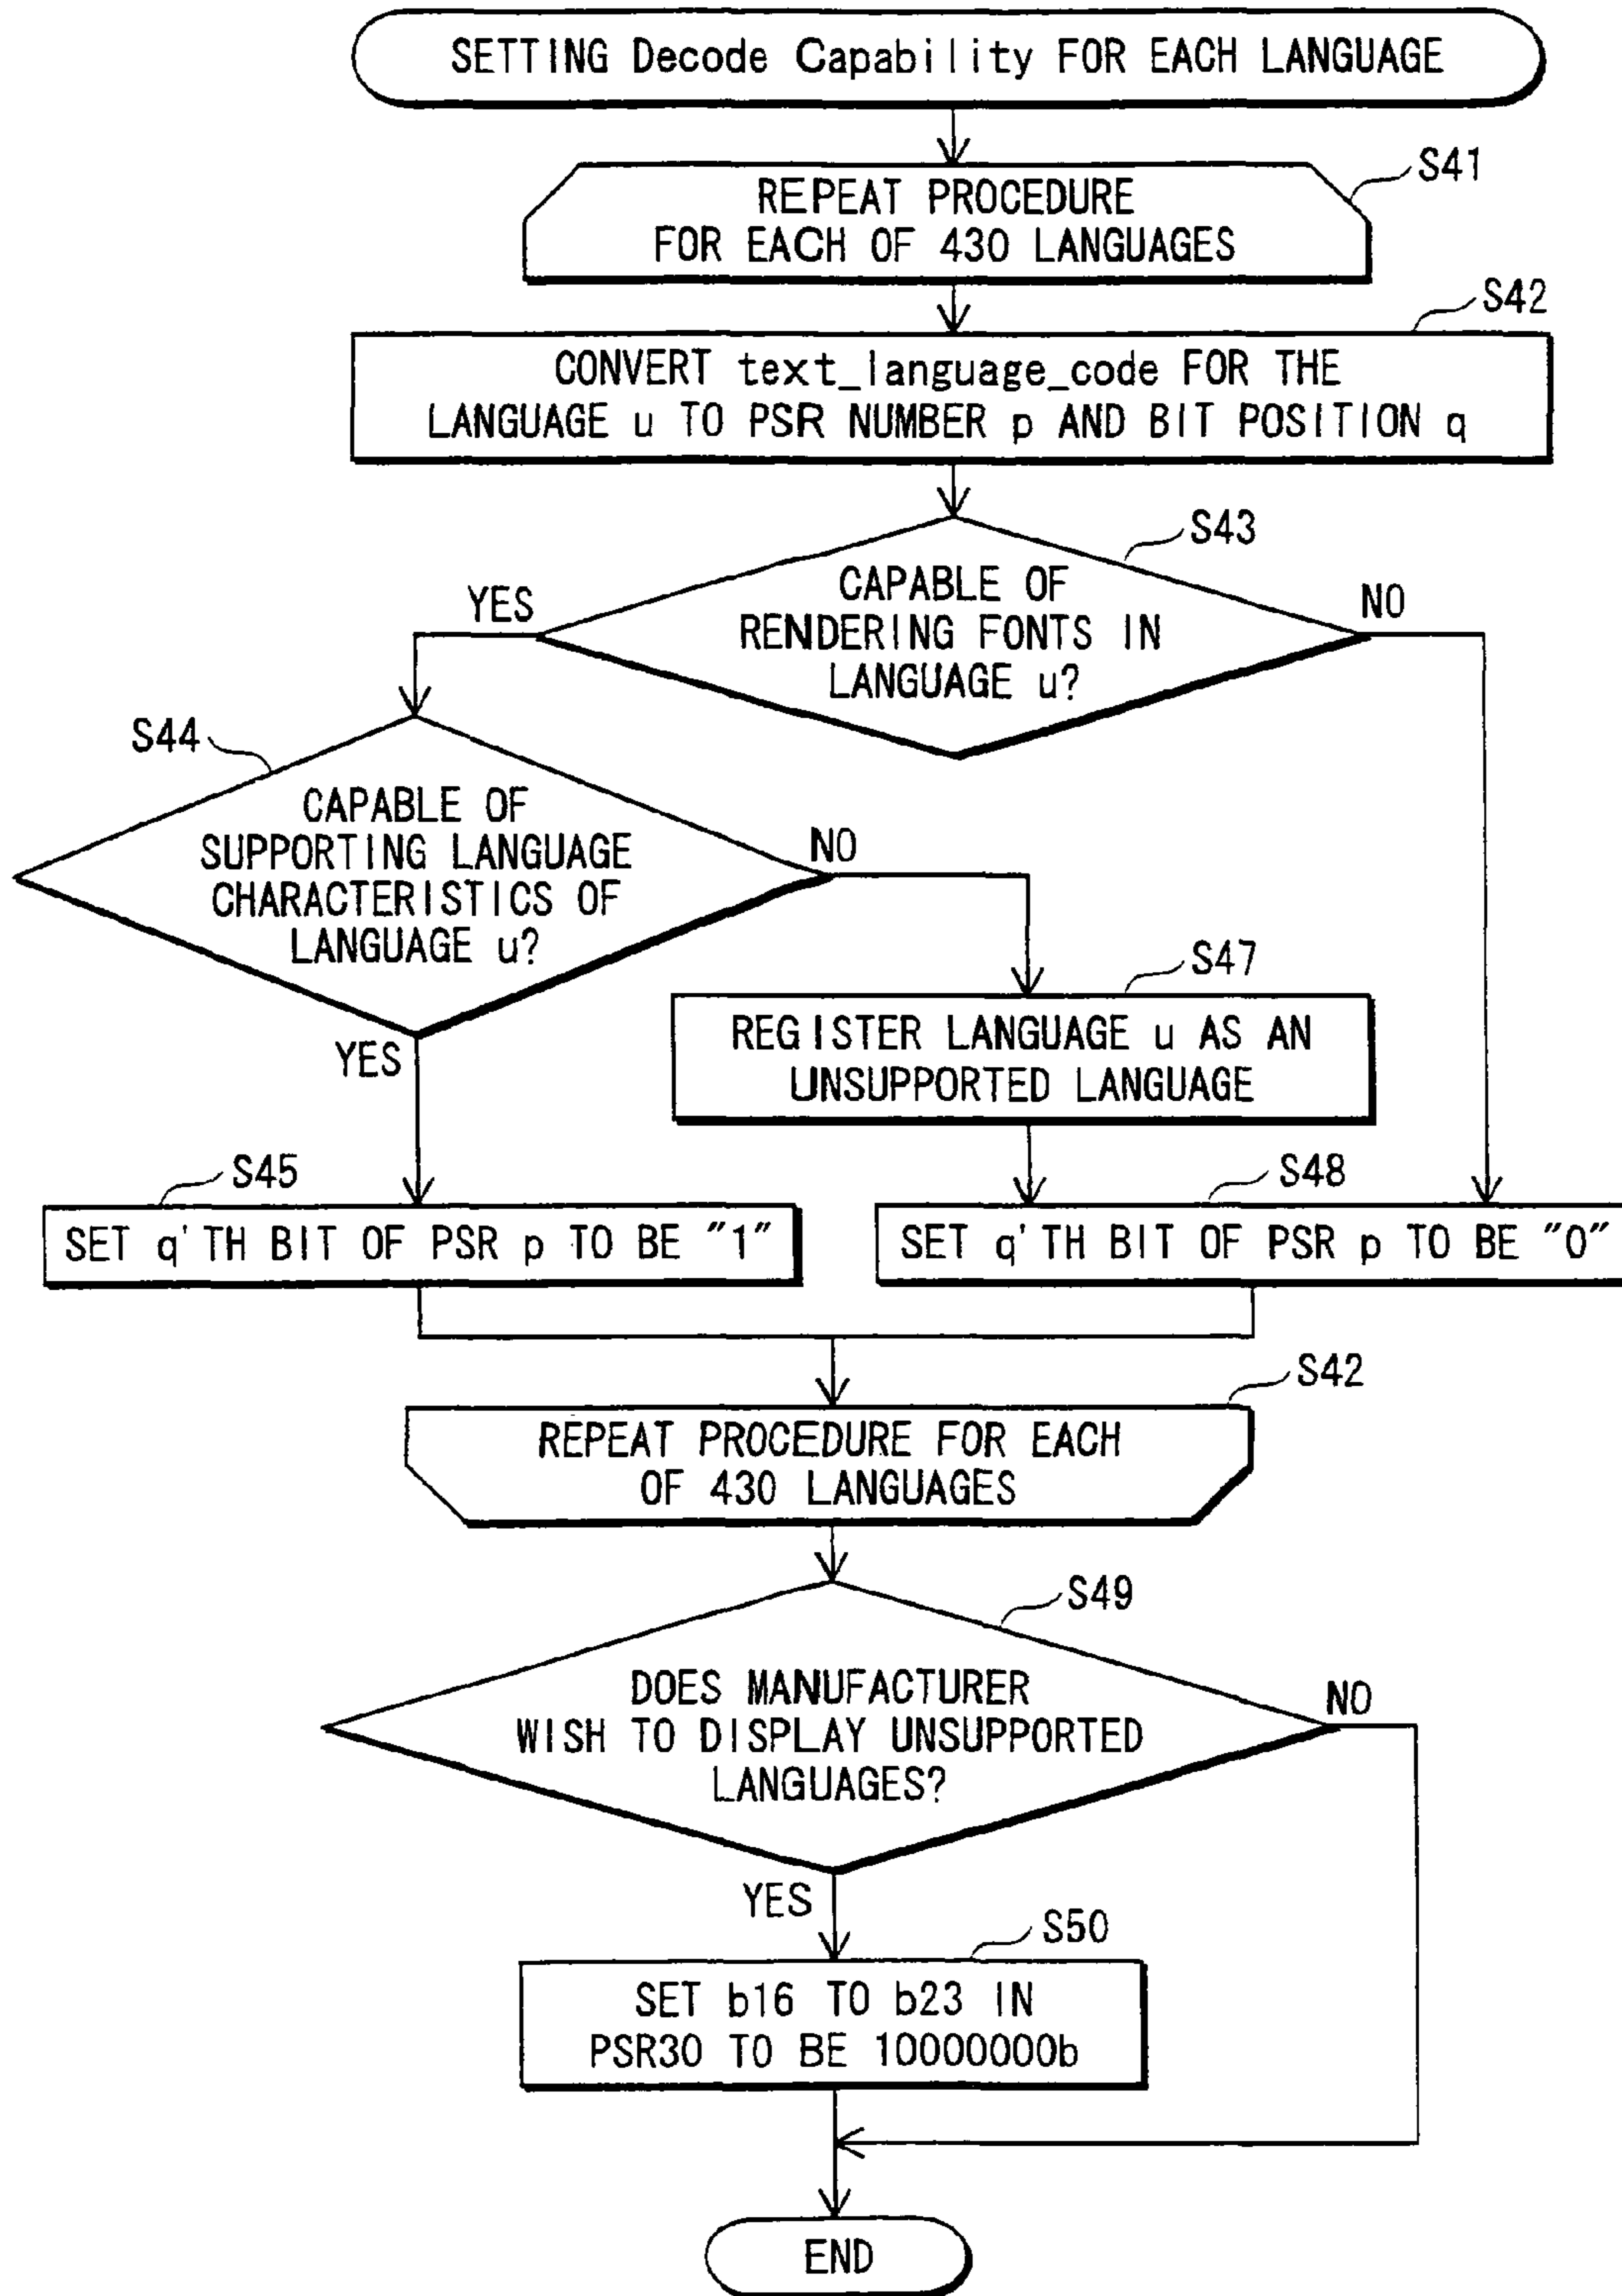 SETTING Decode Capability FOR EACH LANGUAGE
S41
REPEAT PROCEDURE
FOR EACH OF 430 LANGUAGES
S42
CONVERT text_language_code FOR THE
LANGUAGE u TO PSR NUMBER p AND BIT POSITION q
S43
CAPABLE OF
RENDERING FONTS IN
LANGUAGE u?
YES
NO
S44
CAPABLE OF
SUPPORTING LANGUAGE
CHARACTERISTICS OF
LANGUAGE u?
NO
YES
S47
REGISTER LANGUAGE u AS AN
UNSUPPORTED LANGUAGE
S45
SET q'TH BIT OF PSR p TO BE "1"
S48
SET q'TH BIT OF PSR p TO BE "0"
S42
REPEAT PROCEDURE FOR EACH
OF 430 LANGUAGES
S49
DOES MANUFACTURER
WISH TO DISPLAY UNSUPPORTED
LANGUAGES?
NO
YES
S50
SET b16 TO b23 IN
PSR30 TO BE 10000000b
END